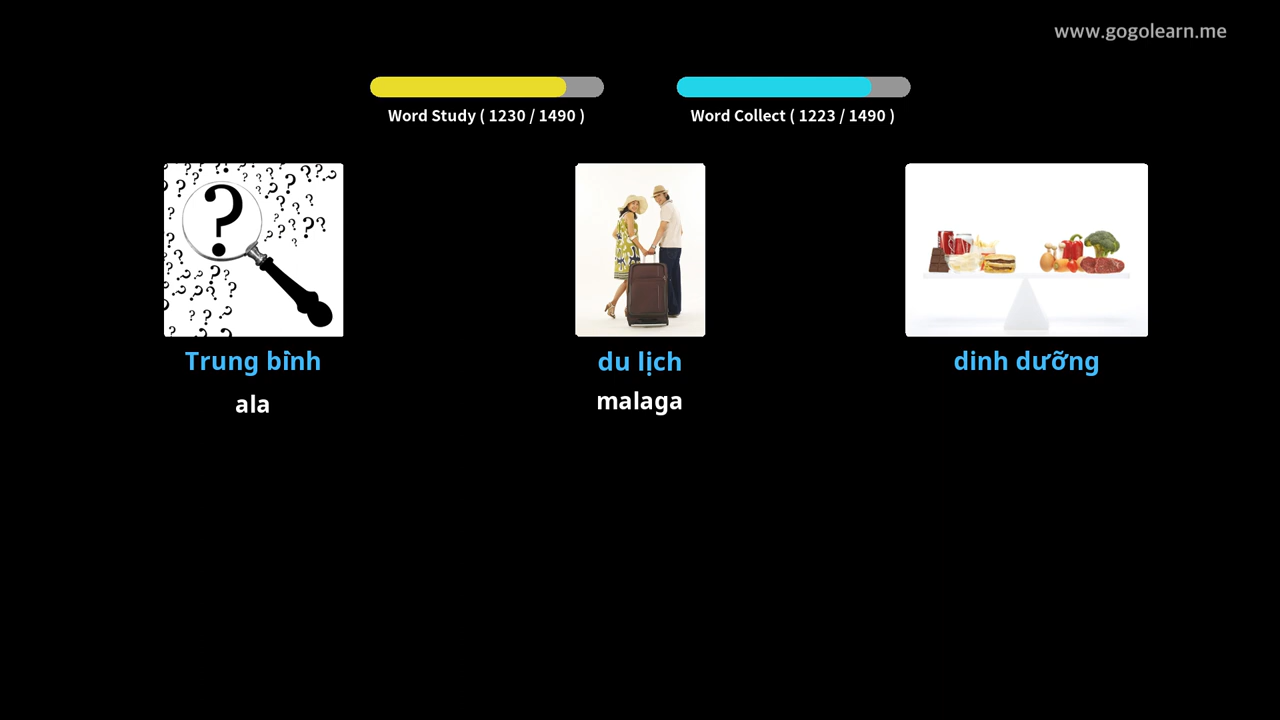 www.gogolearn.me
Word Study ( 1230 / 1490 )
Word Collect ( 1223 / 1490 )
Trung bình
du lịch
dinh dưỡng
ala
malaga